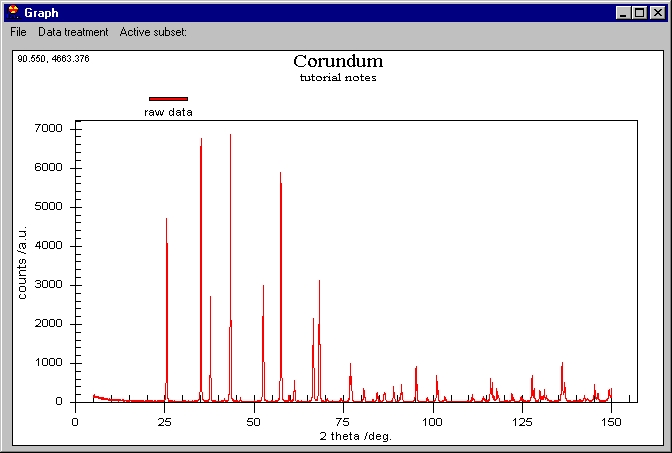 Graph
File Data treatment Active subset:
90.550, 4663.376
Corundum
tutorial notes
raw data
7000
6000
5000
4000
3000
2000
1000
0
counts /a.u.
0 25 50 75 100 125 150
2 theta /deg.